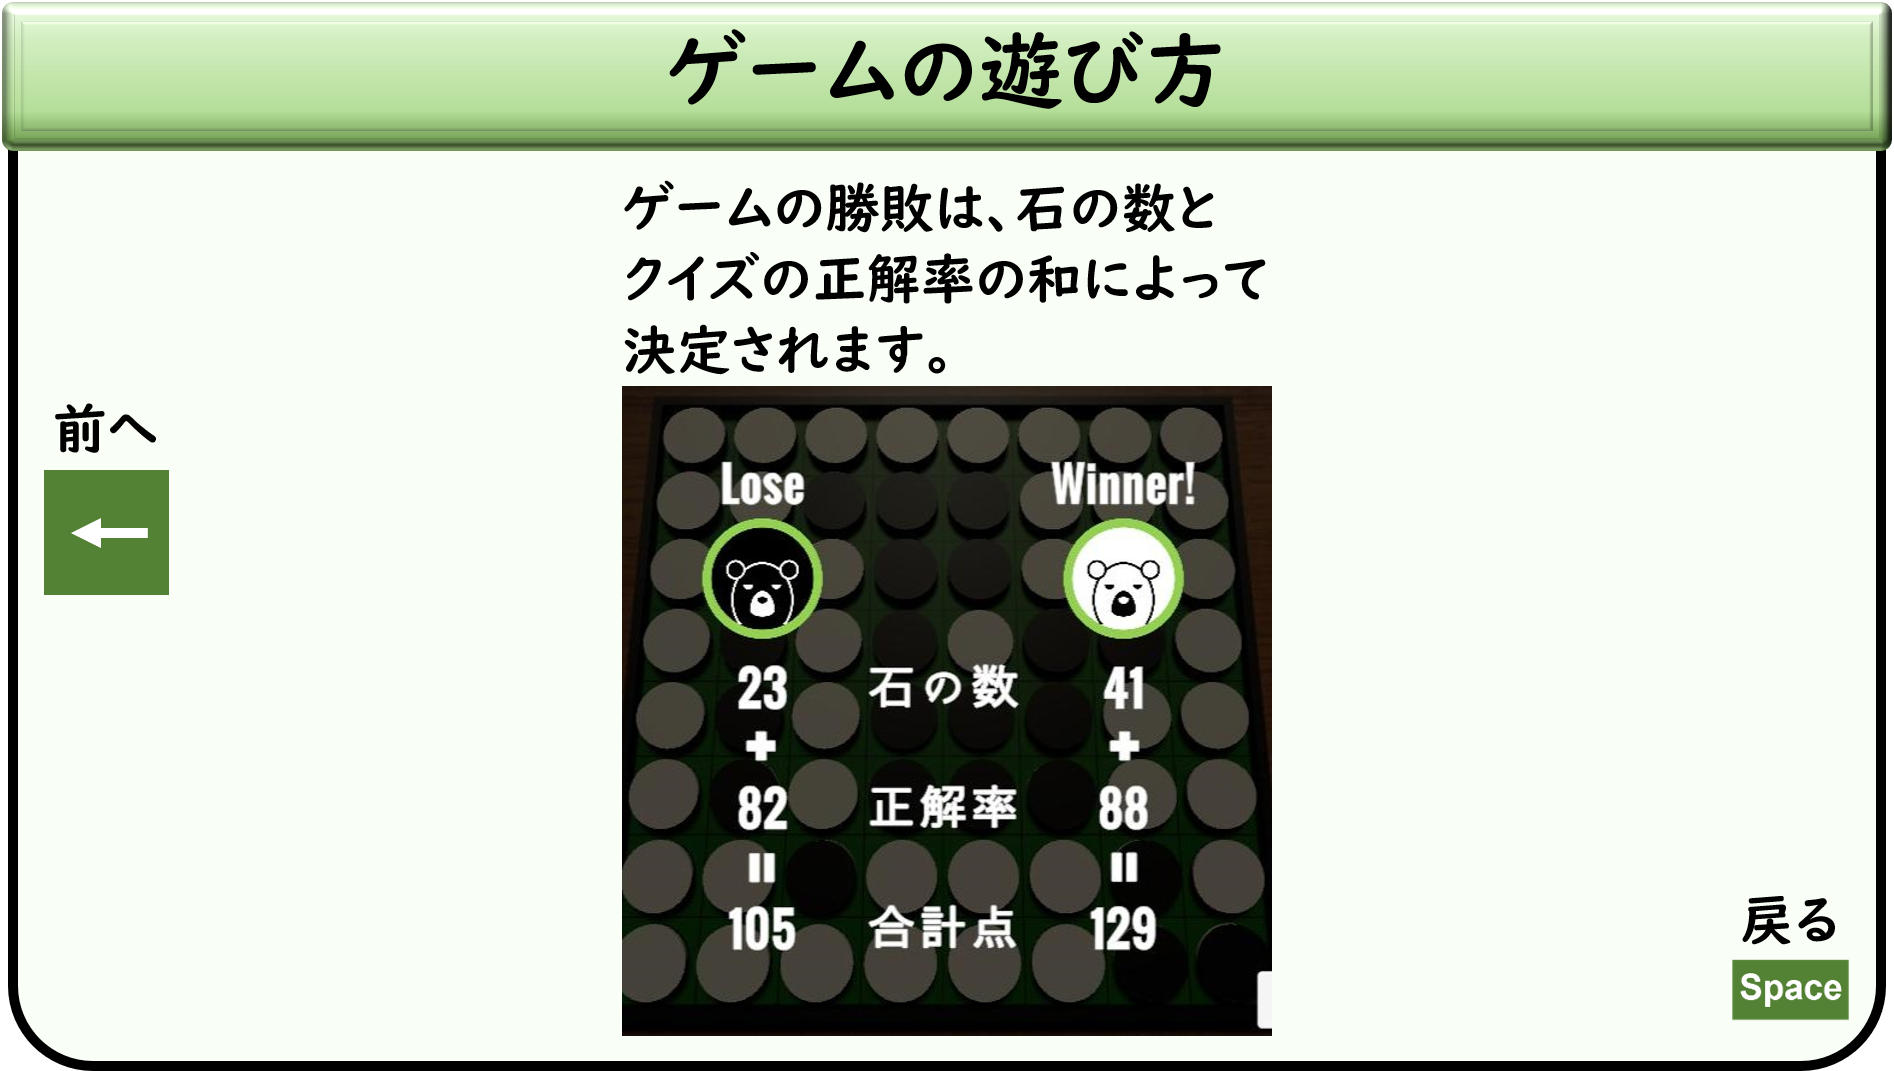 ゲームの遊び方
ゲームの勝敗は、石の数と
クイズの正解率の和によって
決定されます。
前へ
Lose Winner!
23 石の数 41
+ +
82 正解率 88
= =
105 合計点 129
戻る
Space